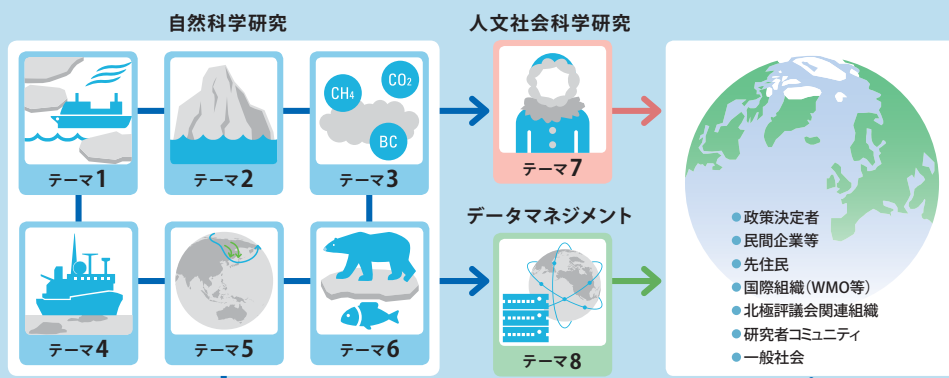 自然科学研究
人文社会科学研究
CH₄
CO₂
BC
テーマ1
テーマ2
テーマ3
テーマ7
データマネジメント
テーマ4
テーマ5
テーマ6
テーマ8
●政策決定者
●民間企業等
●先住民
●国際組織(WMO等)
●北極評議会関連組織
●研究者コミュニティ
●一般社会